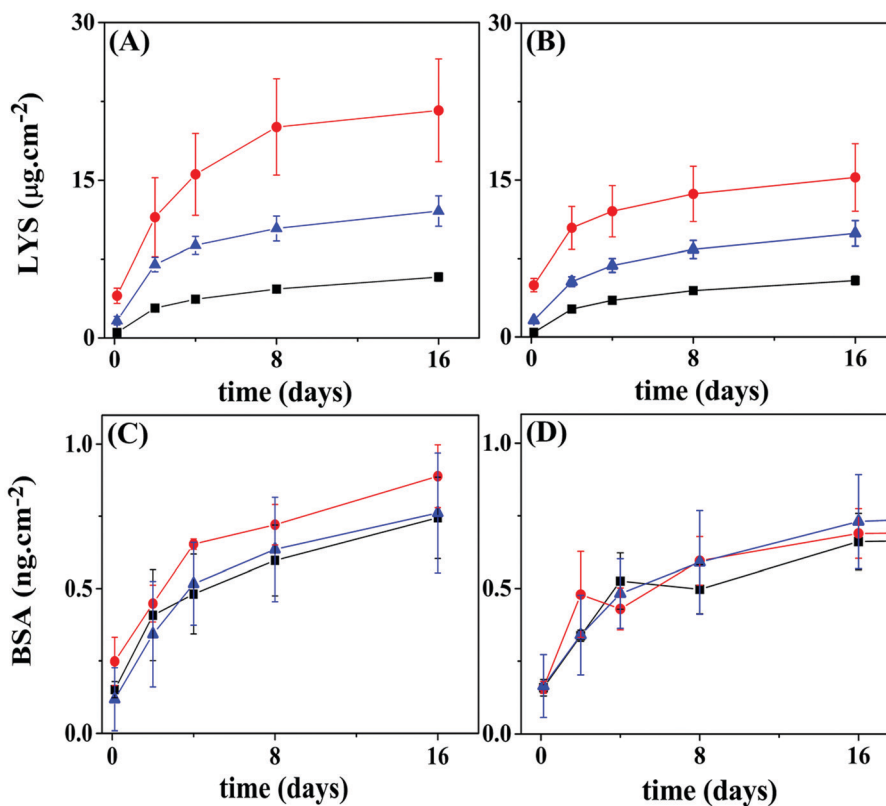 (A)
(B)
LYS (µg.cm⁻²)
30
15
0
0 8 16
time (days)
30
15
0
0 8 16
time (days)
(C)
(D)
BSA (ng.cm⁻²)
1.0
0.5
0.0
0 8 16
time (days)
1.0
0.5
0.0
0 8 16
time (days)